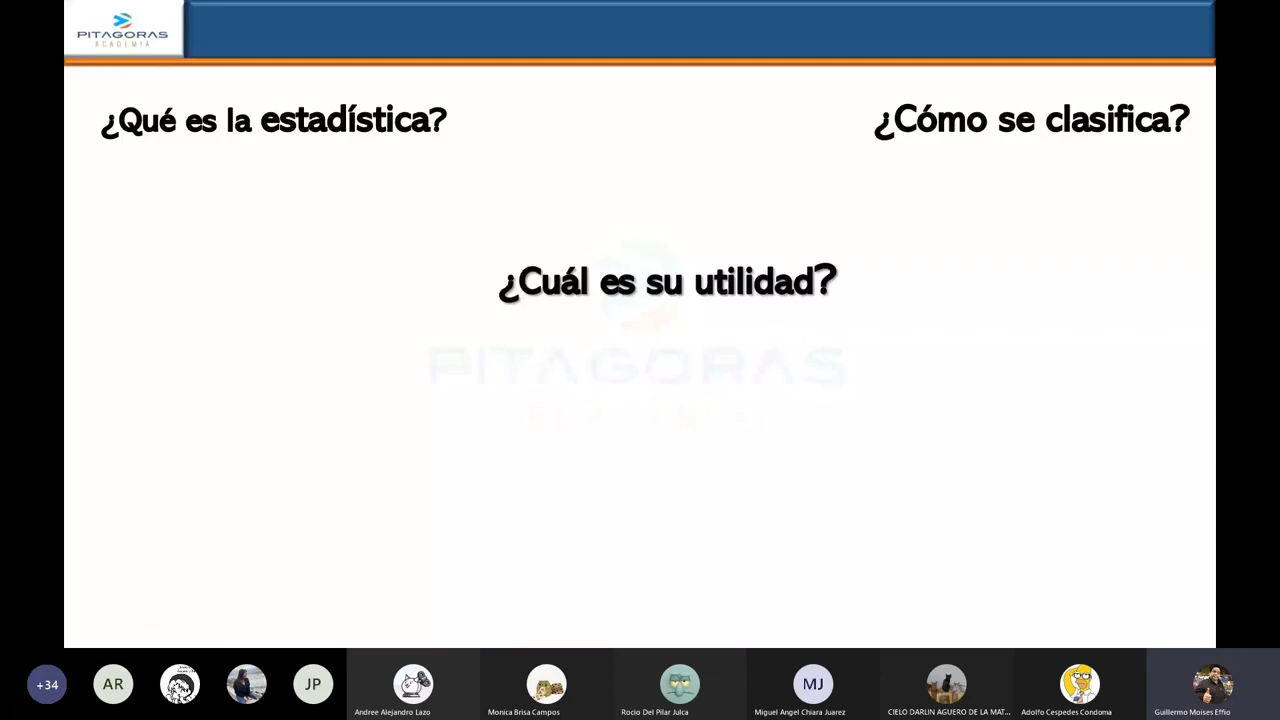 PITAGORAS
ACADEMIA
¿Qué es la estadística?
¿Cómo se clasifica?
¿Cuál es su utilidad?
PITAGORAS
+34
AR
JP
MJ
Andree Alejandro Lazo
Monica Brisa Campos
Rocio Del Pilar Julca
Miguel Angel Chiara Juarez
CIELO DARLIN AGUERO DE LA MAT...
Adolfo Cespedes Condoma
Guillermo Moises Effio